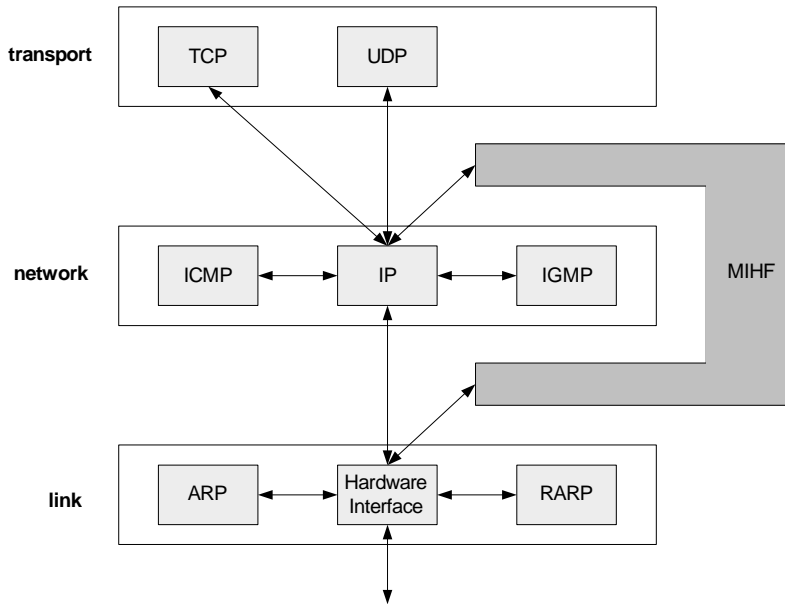 transport
TCP
UDP
network
ICMP
IP
IGMP
MIHF
link
ARP
Hardware
Interface
RARP